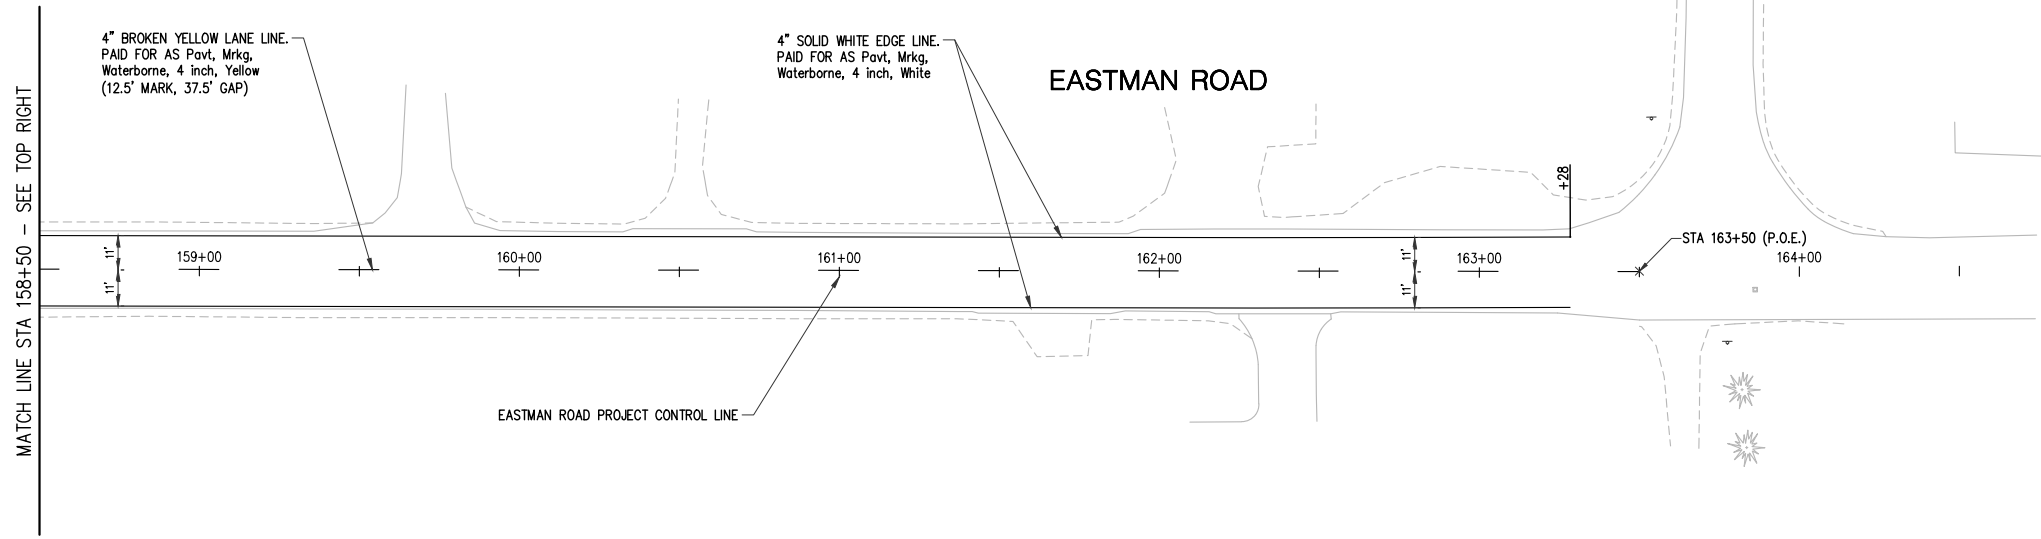 MATCH LINE STA 158+50 – SEE TOP RIGHT
4" BROKEN YELLOW LANE LINE.
PAID FOR AS Pavt, Mrkg,
Waterborne, 4 inch, Yellow
(12.5' MARK, 37.5' GAP)
4" SOLID WHITE EDGE LINE.
PAID FOR AS Pavt, Mrkg,
Waterborne, 4 inch, White
EASTMAN ROAD
+28
STA 163+50 (P.O.E.)
11'
11'
159+00
160+00
161+00
162+00
11'
11'
163+00
164+00
EASTMAN ROAD PROJECT CONTROL LINE